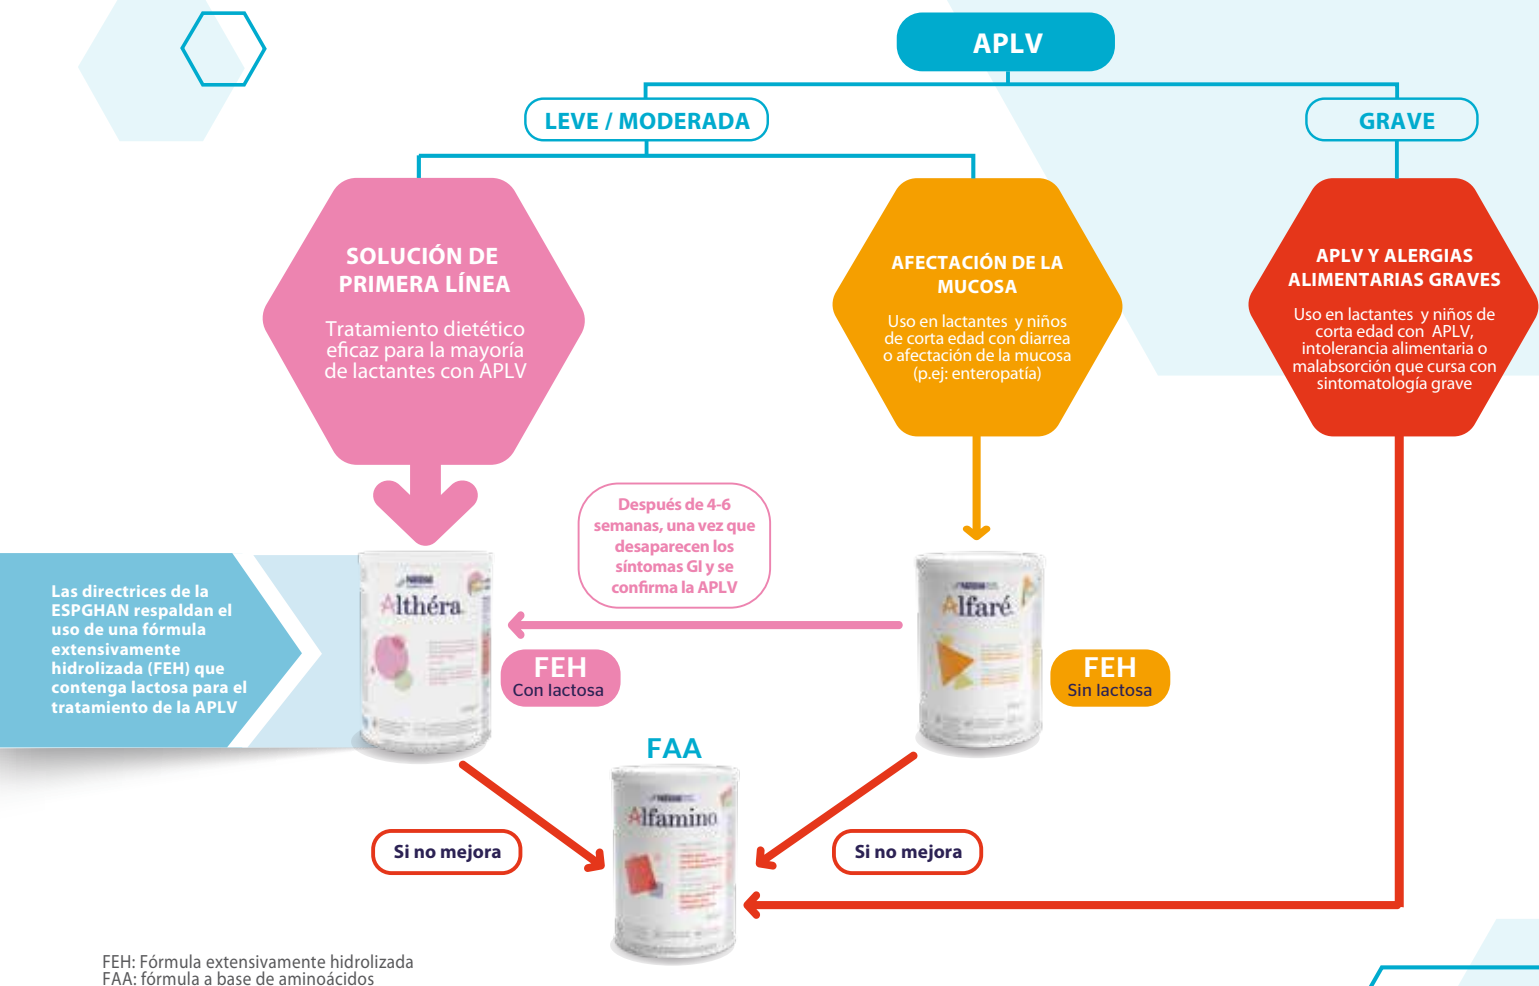 APLV
LEVE / MODERADA
GRAVE
SOLUCIÓN DE
PRIMERA LÍNEA
Tratamiento dietético
eficaz para la mayoría
de lactantes con APLV
AFECTACIÓN DE LA
MUCOSA
Uso en lactantes y niños
de corta edad con diarrea
o afectación de la mucosa
(p.ej: enteropatía)
APLV Y ALERGIAS
ALIMENTARIAS GRAVES
Uso en lactantes y niños de
corta edad con APLV,
intolerancia alimentaria o
malabsorción que cursa con
sintomatología grave
Después de 4-6
semanas, una vez que
desaparecen los
síntomas GI y se
confirma la APLV
Las directrices de la
ESPGHAN respaldan el
uso de una fórmula
extensivamente
hidrolizada (FEH) que
contenga lactosa para el
tratamiento de la APLV
Althéra
FEH
Con lactosa
Alfaré
FEH
Sin lactosa
FAA
Alfamino
Si no mejora
Si no mejora
FEH: Fórmula extensivamente hidrolizada
FAA: fórmula a base de aminoácidos